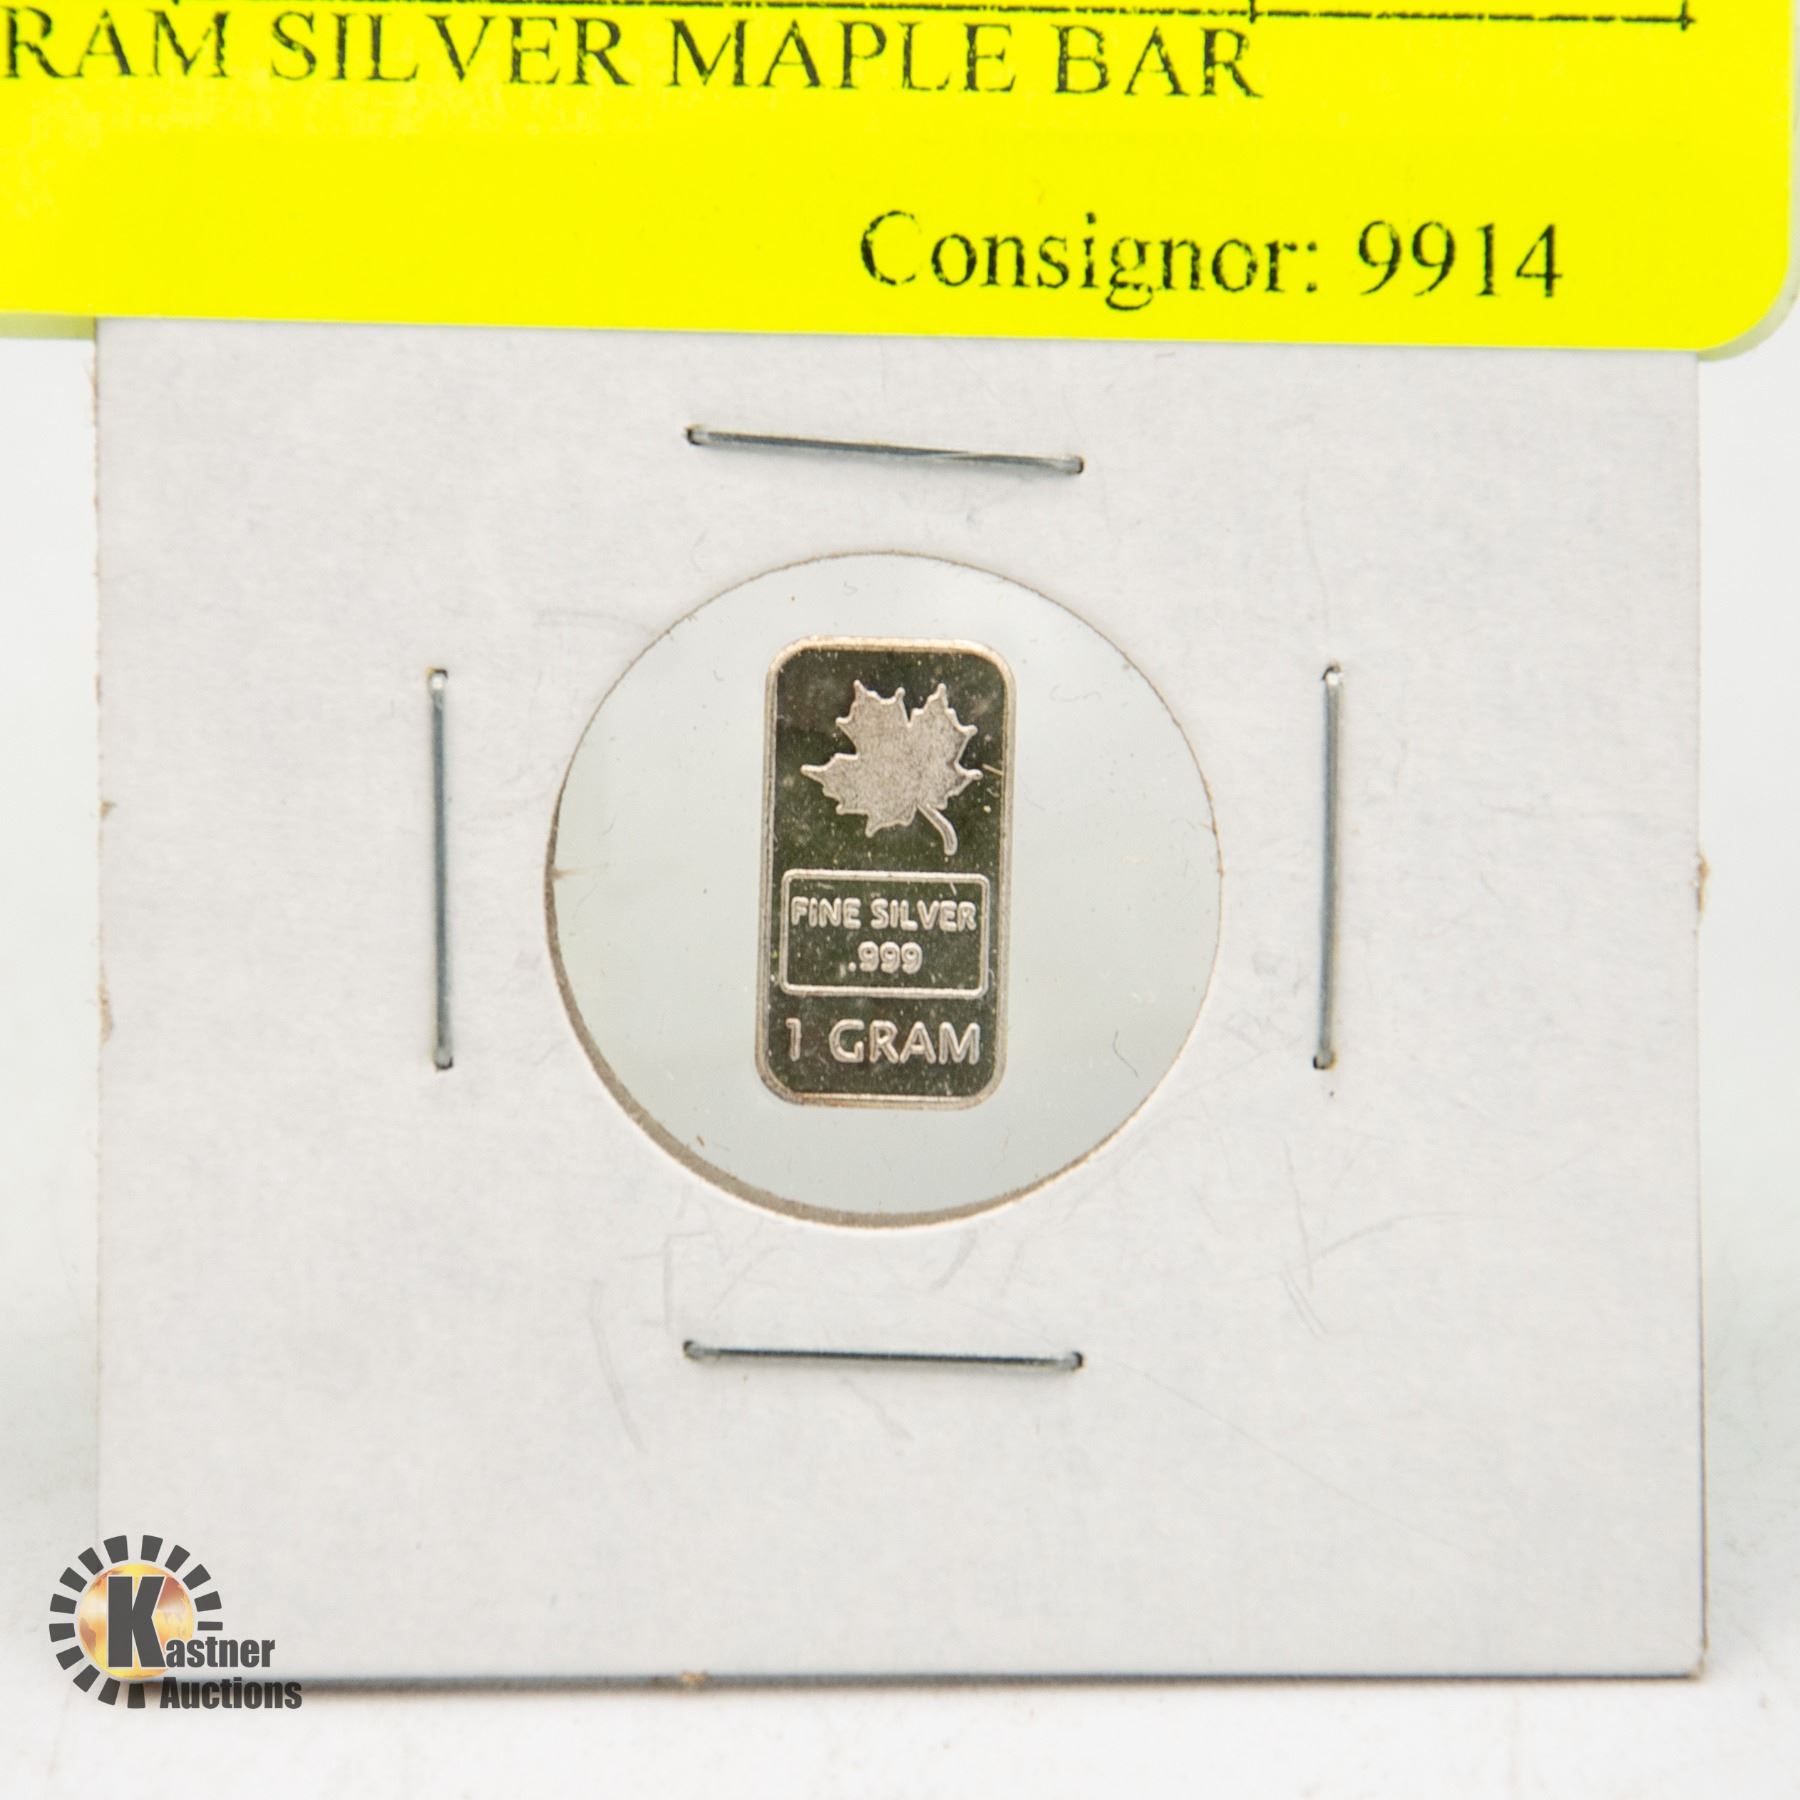 RAM SILVER MAPLE BAR
Consignor: 9914
FINE SILVER
.999
1 GRAM
Kastner
Auctions